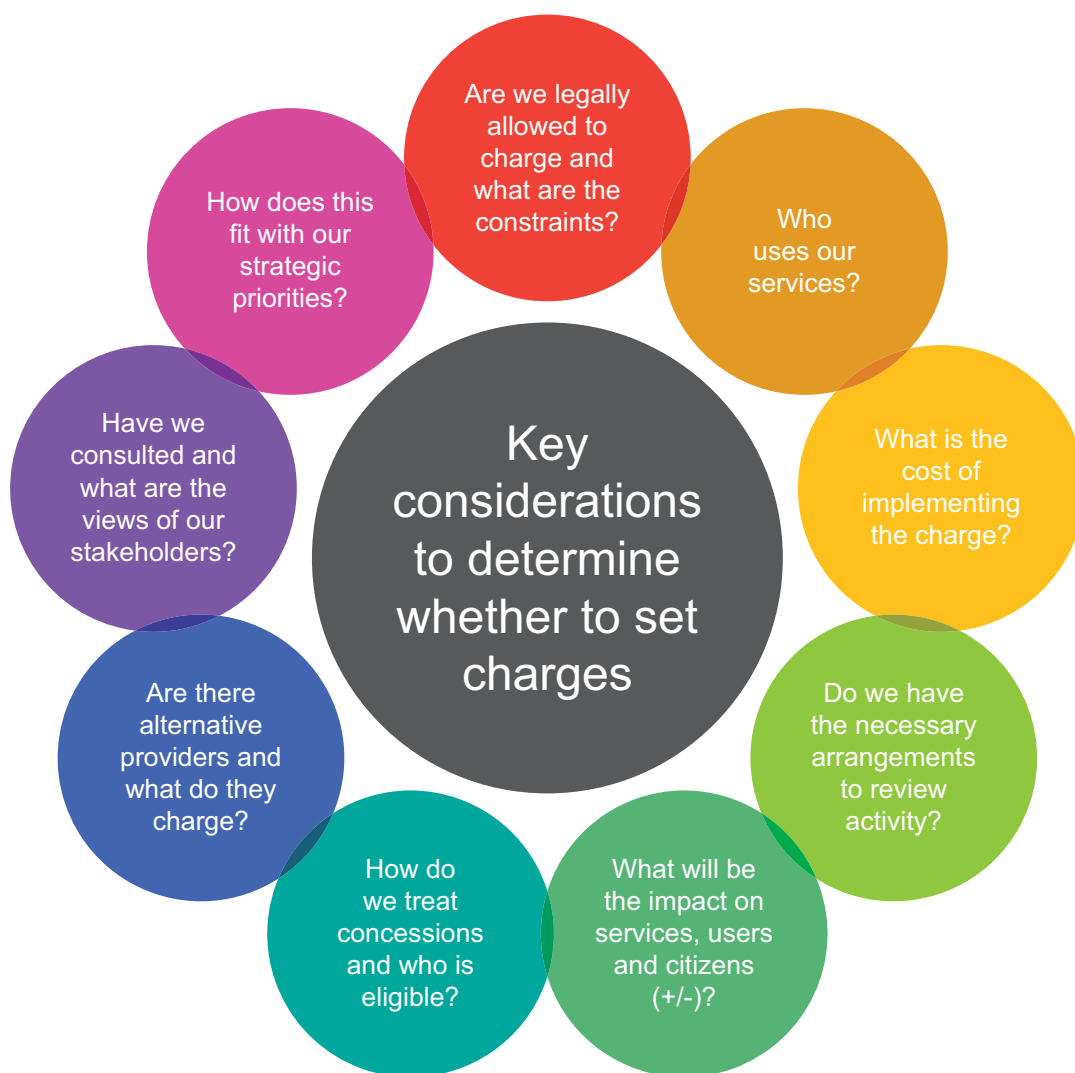 Are we legally
allowed to
charge and
what are the
constraints?
Who
uses our
services?
What is the
cost of
implementing
the charge?
Do we have
the necessary
arrangements
to review
activity?
What will be
the impact on
services, users
and citizens
(+/-)?
How do
we treat
concessions
and who is
eligible?
Are there
alternative
providers and
what do they
charge?
Have we
consulted and
what are the
views of our
stakeholders?
How does this
fit with our
strategic
priorities?
Key
considerations
to determine
whether to set
charges